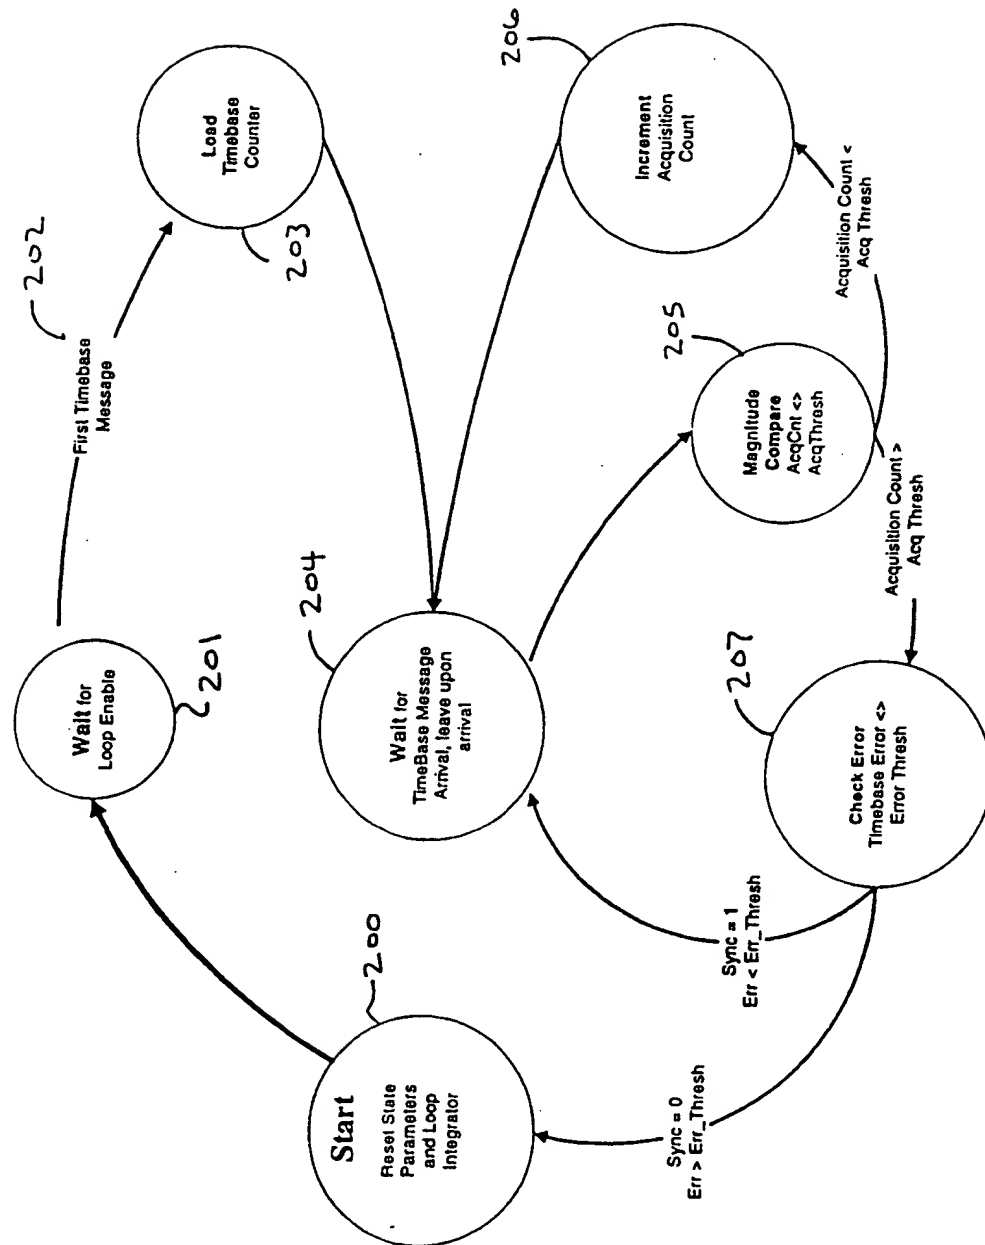 Start
Reset State
Parameters
and Loop
Integrator
200
Wait for
Loop Enable
201
First Timebase
Message
202
Load
Timebase
Counter
203
Wait for
TimeBase Message
Arrival, leave upon
arrival
204
Magnitude
Compare
AcqCnt <>
AcqThresh
205
Acquisition Count <
Acq Thresh
Increment
Acquisition
Count
206
Acquisition Count >
Acq Thresh
Check Error
Timebase Error <>
Error Thresh
207
Sync = 1
Err < Err_Thresh
Sync = 0
Err > Err_Thresh